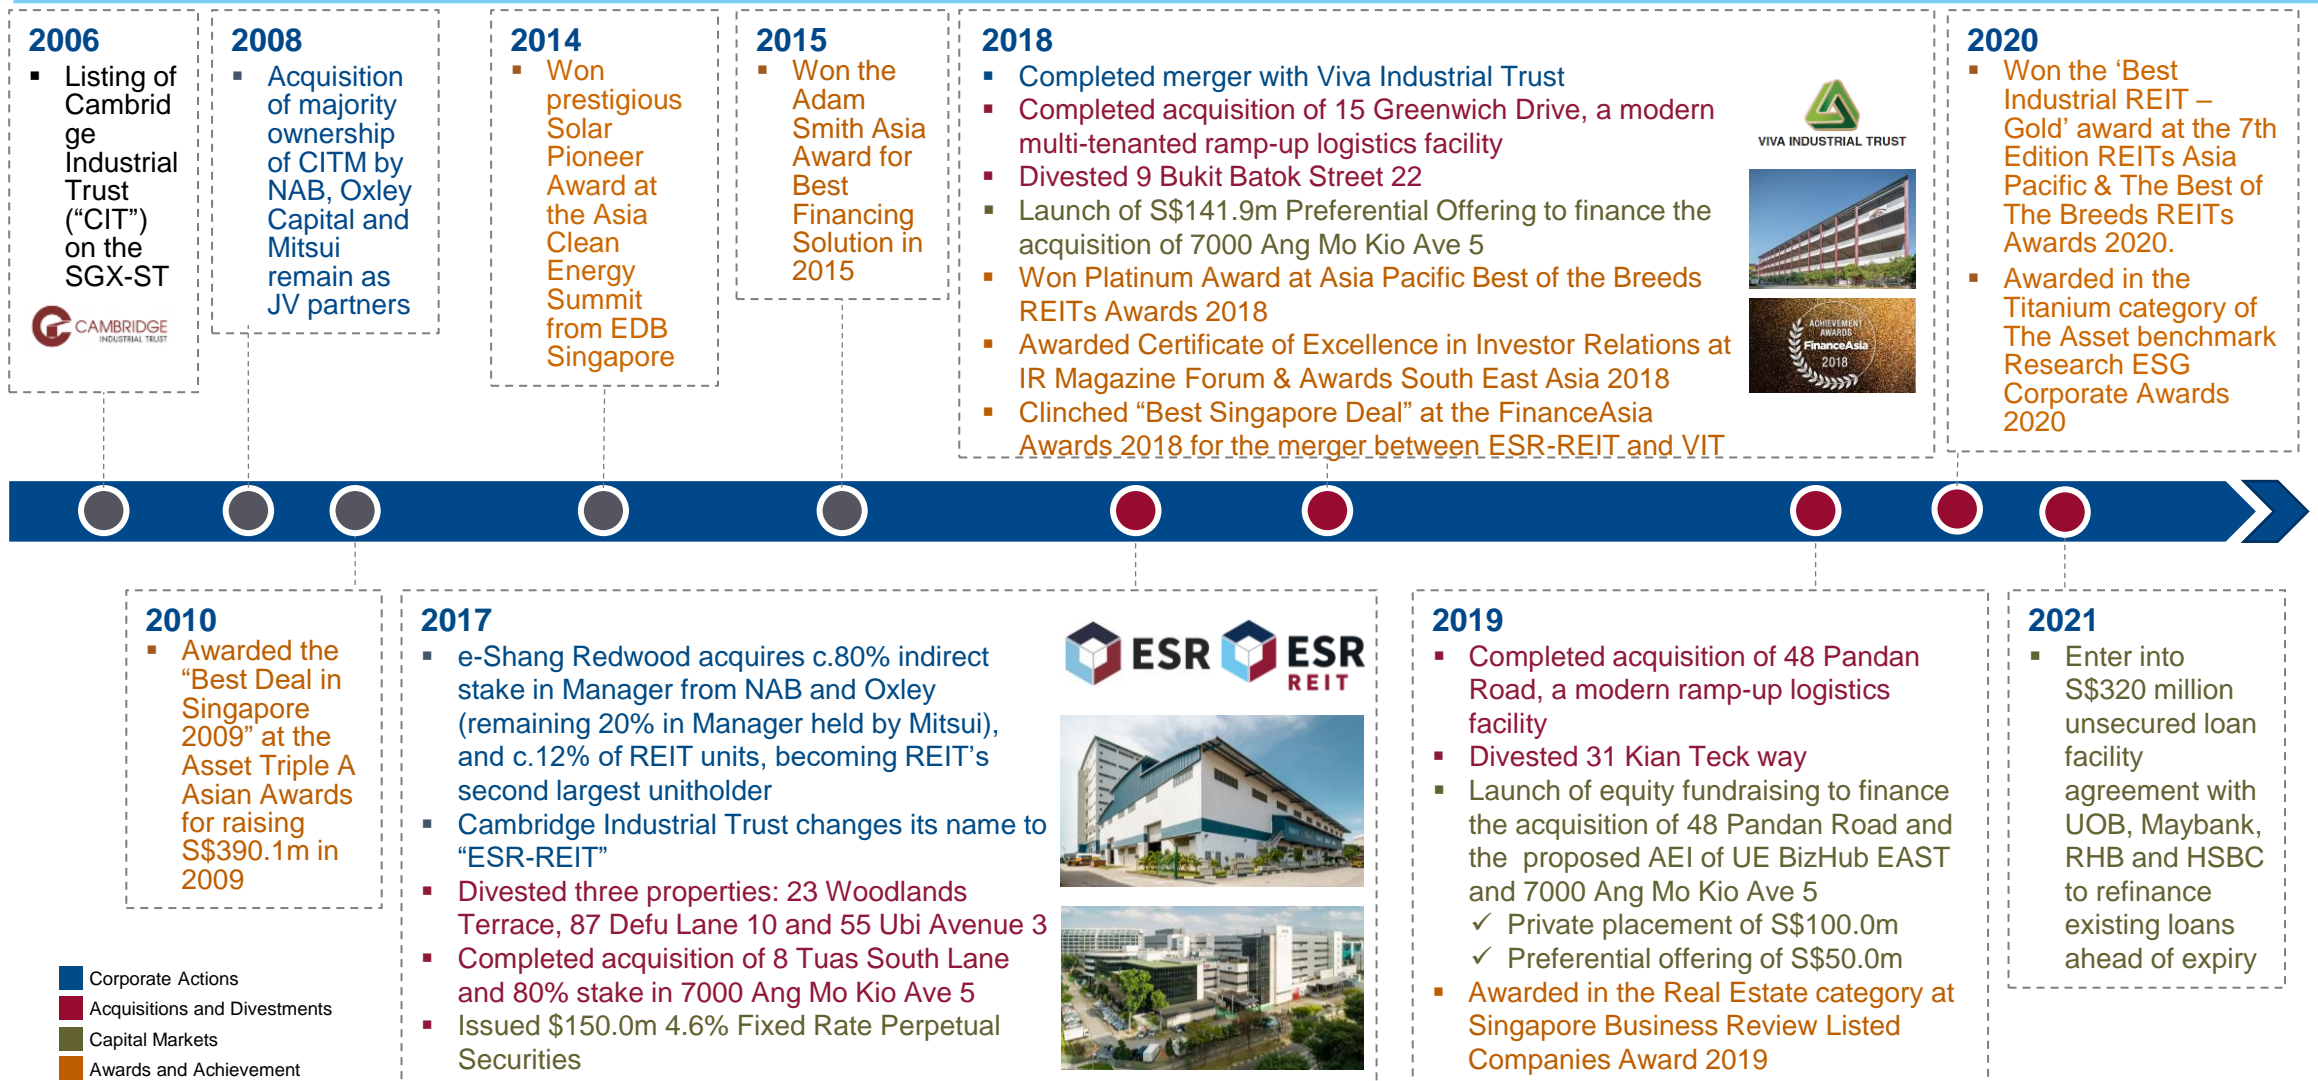 2006
▪ Listing of
Cambrid
ge
Industrial
Trust
(“CIT”)
on the
SGX-ST
CAMBRIDGE
INDUSTRIAL TRUST
2008
▪ Acquisition
of majority
ownership
of CITM by
NAB, Oxley
Capital and
Mitsui
remain as
JV partners
2014
▪ Won
prestigious
Solar
Pioneer
Award at
the Asia
Clean
Energy
Summit
from EDB
Singapore
2015
▪ Won the
Adam
Smith Asia
Award for
Best
Financing
Solution in
2015
2018
▪ Completed merger with Viva Industrial Trust
▪ Completed acquisition of 15 Greenwich Drive, a modern
multi-tenanted ramp-up logistics facility
▪ Divested 9 Bukit Batok Street 22
▪ Launch of S$141.9m Preferential Offering to finance the
acquisition of 7000 Ang Mo Kio Ave 5
▪ Won Platinum Award at Asia Pacific Best of the Breeds
REITs Awards 2018
▪ Awarded Certificate of Excellence in Investor Relations at
IR Magazine Forum & Awards South East Asia 2018
▪ Clinched “Best Singapore Deal” at the FinanceAsia
Awards 2018 for the merger between ESR-REIT and VIT
VIVA INDUSTRIAL TRUST
ACHIEVEMENT
AWARDS
FinanceAsia
2018
2020
▪ Won the ‘Best
Industrial REIT –
Gold’ award at the 7th
Edition REITs Asia
Pacific & The Best of
The Breeds REITs
Awards 2020.
▪ Awarded in the
Titanium category of
The Asset benchmark
Research ESG
Corporate Awards
2020
2010
▪ Awarded the
“Best Deal in
Singapore
2009” at the
Asset Triple A
Asian Awards
for raising
S$390.1m in
2009
2017
▪ e-Shang Redwood acquires c.80% indirect
stake in Manager from NAB and Oxley
(remaining 20% in Manager held by Mitsui),
and c.12% of REIT units, becoming REIT’s
second largest unitholder
▪ Cambridge Industrial Trust changes its name to
“ESR-REIT”
▪ Divested three properties: 23 Woodlands
Terrace, 87 Defu Lane 10 and 55 Ubi Avenue 3
▪ Completed acquisition of 8 Tuas South Lane
and 80% stake in 7000 Ang Mo Kio Ave 5
▪ Issued $150.0m 4.6% Fixed Rate Perpetual
Securities
ESR
ESR
REIT
2019
▪ Completed acquisition of 48 Pandan
Road, a modern ramp-up logistics
facility
▪ Divested 31 Kian Teck way
▪ Launch of equity fundraising to finance
the acquisition of 48 Pandan Road and
the proposed AEI of UE BizHub EAST
and 7000 Ang Mo Kio Ave 5
✓ Private placement of S$100.0m
✓ Preferential offering of S$50.0m
▪ Awarded in the Real Estate category at
Singapore Business Review Listed
Companies Award 2019
2021
▪ Enter into
S$320 million
unsecured loan
facility
agreement with
UOB, Maybank,
RHB and HSBC
to refinance
existing loans
ahead of expiry
Corporate Actions
Acquisitions and Divestments
Capital Markets
Awards and Achievement